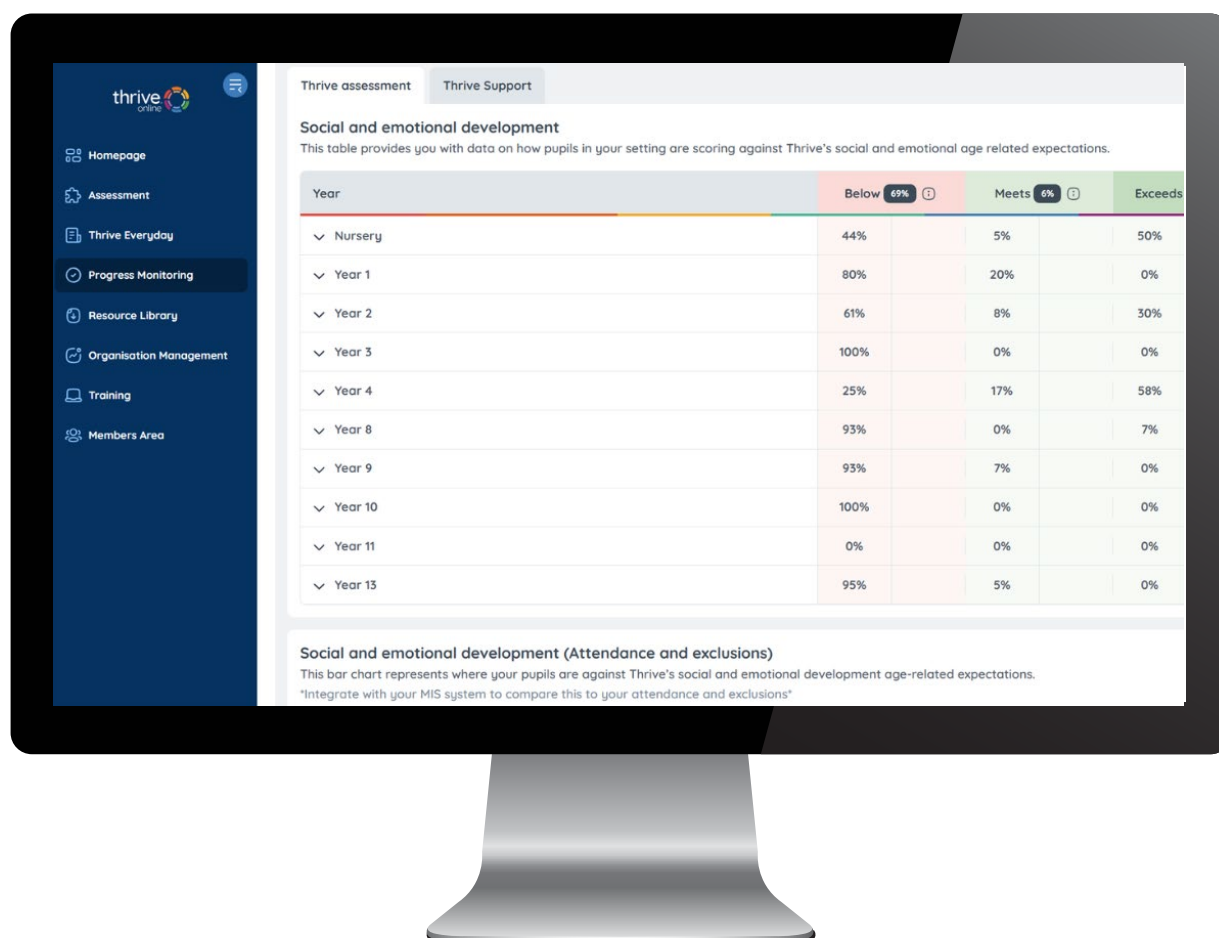 thrive
online
Homepage
Assessment
Thrive Everyday
Progress Monitoring
Resource Library
Organisation Management
Training
Members Area
Thrive assessment Thrive Support
Social and emotional development
This table provides you with data on how pupils in your setting are scoring against Thrive's social and emotional age related expectations.
Year Below 69% Meets 6% Exceeds
Nursery 44% 5% 50%
Year 1 80% 20% 0%
Year 2 61% 8% 30%
Year 3 100% 0% 0%
Year 4 25% 17% 58%
Year 8 93% 0% 7%
Year 9 93% 7% 0%
Year 10 100% 0% 0%
Year 11 0% 0% 0%
Year 13 95% 5% 0%
Social and emotional development (Attendance and exclusions)
This bar chart represents where your pupils are against Thrive's social and emotional development age-related expectations.
*Integrate with your MIS system to compare this to your attendance and exclusions*